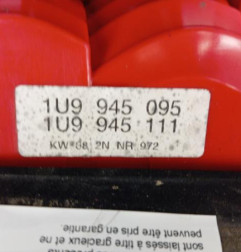 1U9 945 095
1U9 945 111
KW*38 2N NR 972
sont laissés à titre gracieux et ne
peuvent être pris en garantie